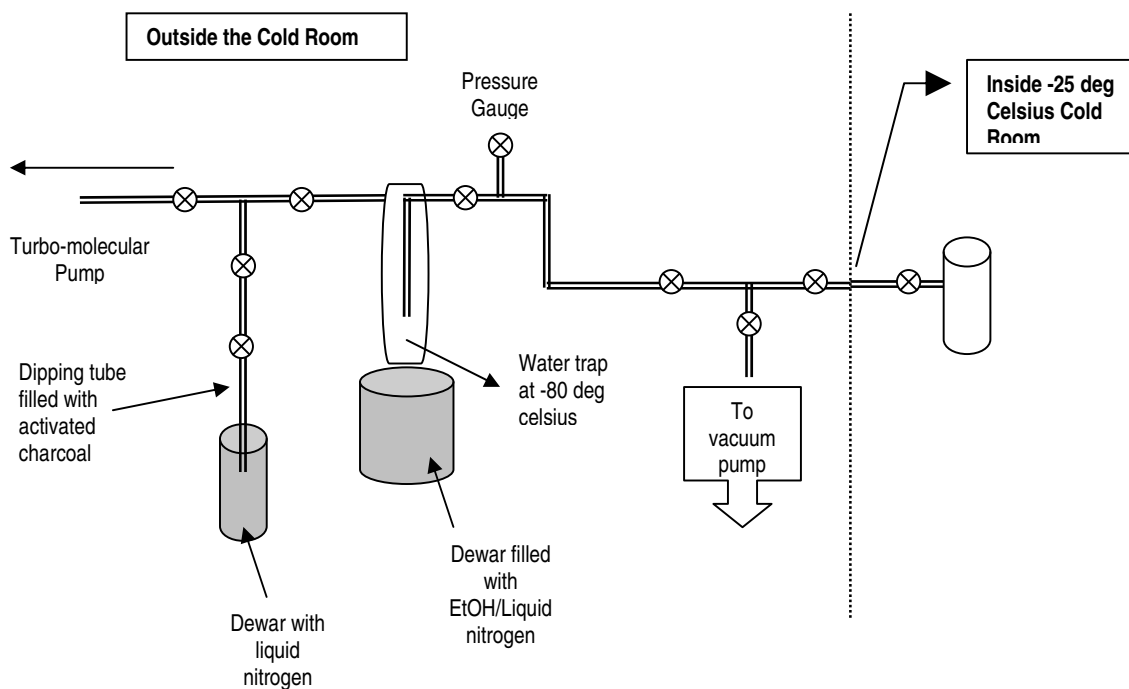 Outside the Cold Room
Pressure
Gauge
Inside -25 deg
Celsius Cold
Room
Turbo-molecular
Pump
Dipping tube
filled with
activated
charcoal
Water trap
at -80 deg
celsius
To
vacuum
pump
Dewar filled
with
EtOH/Liquid
nitrogen
Dewar with
liquid
nitrogen